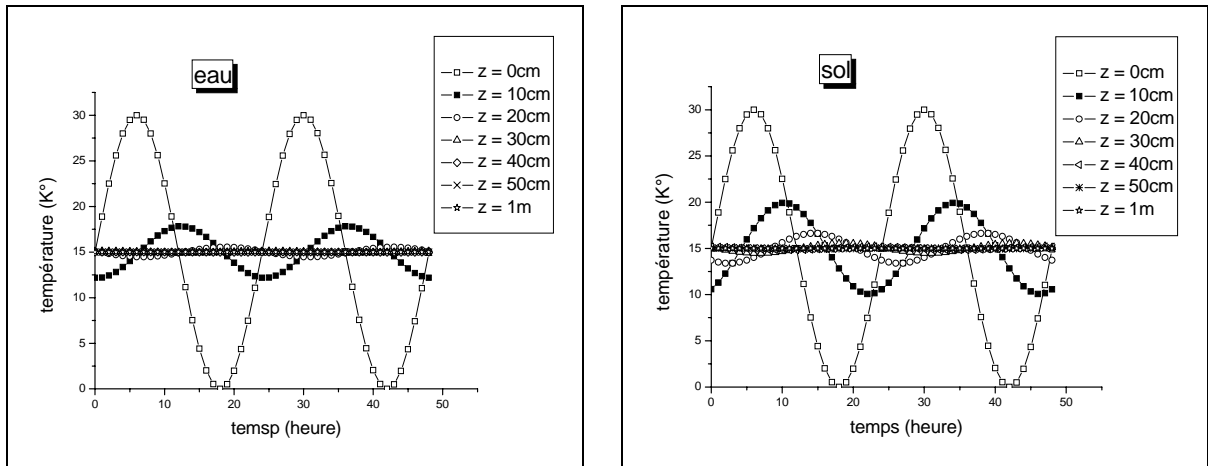 eau
z = 0cm
z = 10cm
z = 20cm
z = 30cm
z = 40cm
z = 50cm
z = 1m
température (K°)
30
25
20
15
10
5
0
0
10
20
30
40
50
temsp (heure)
sol
z = 0cm
z = 10cm
z = 20cm
z = 30cm
z = 40cm
z = 50cm
z = 1m
température (K°)
30
25
20
15
10
5
0
0
10
20
30
40
50
temps (heure)